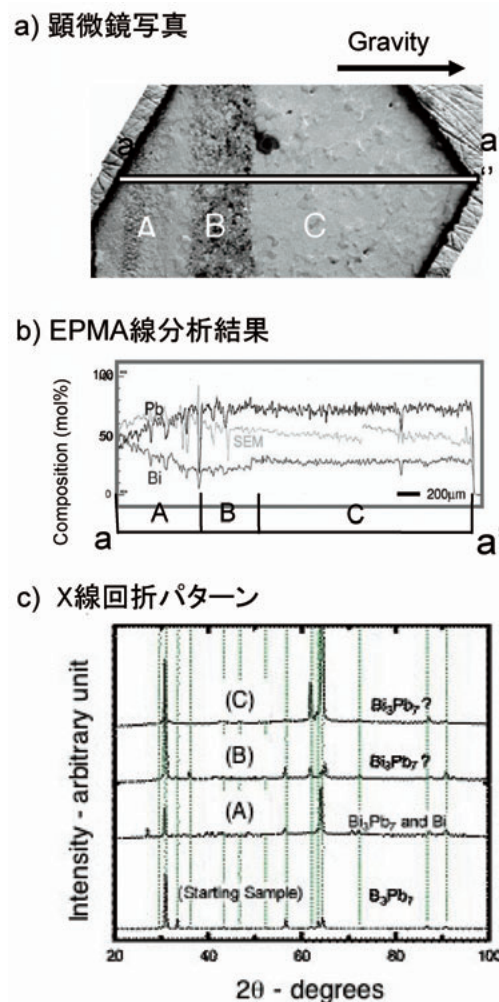 a) 顕微鏡写真
Gravity
a
a'
A
B
C
b) EPMA線分析結果
Composition (mol%)
100
50
0
Pb
SEM
Bi
200μm
A
B
C
a
a'
c) X線回折パターン
Intensity - arbitrary unit
(C)
Bi₃Pb₇ ?
(B)
Bi₃Pb₇ ?
(A)
Bi₃Pb₇ and Bi
(Starting Sample)
B₃Pb₇
20
40
60
80
100
2θ - degrees